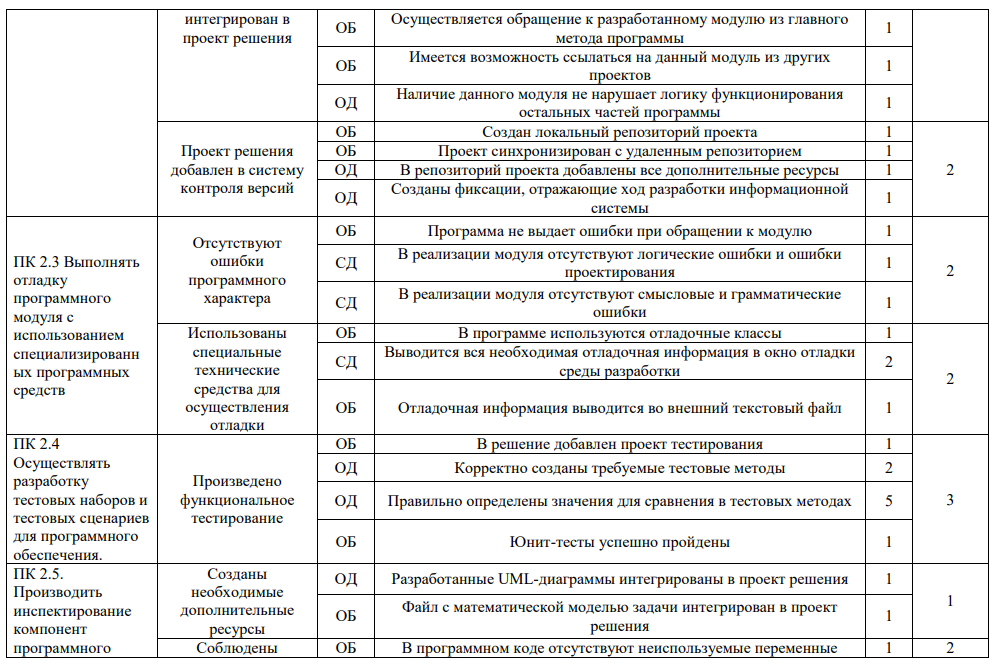 интегрирован в
проект решения
ОБ
Осуществляется обращение к разработанному модулю из главного
метода программы
1
ОБ
Имеется возможность ссылаться на данный модуль из других
проектов
1
ОД
Наличие данного модуля не нарушает логику функционирования
остальных частей программы
1
Проект решения
добавлен в систему
контроля версий
ОБ
Создан локальный репозиторий проекта
1
ОБ
Проект синхронизирован с удаленным репозиторием
1
ОД
В репозиторий проекта добавлены все дополнительные ресурсы
1
ОД
Созданы фиксации, отражающие ход разработки информационной
системы
1
2
ПК 2.3 Выполнять
отладку
программного
модуля с
использованием
специализированн
ых программных
средств
Отсутствуют
ошибки
программного
характера
ОБ
Программа не выдает ошибки при обращении к модулю
1
СД
В реализации модуля отсутствуют логические ошибки и ошибки
проектирования
1
СД
В реализации модуля отсутствуют смысловые и грамматические
ошибки
1
2
Использованы
специальные
технические
средства для
осуществления
отладки
ОБ
В программе используются отладочные классы
1
СД
Выводится вся необходимая отладочная информация в окно отладки
среды разработки
2
ОБ
Отладочная информация выводится во внешний текстовый файл
1
2
ПК 2.4
Осуществлять
разработку
тестовых наборов и
тестовых сценариев
для программного
обеспечения.
Произведено
функциональное
тестирование
ОБ
В решение добавлен проект тестирования
1
ОД
Корректно созданы требуемые тестовые методы
2
ОД
Правильно определены значения для сравнения в тестовых методах
5
ОБ
Юнит-тесты успешно пройдены
1
3
ПК 2.5.
Производить
инспектирование
компонент
программного
Созданы
необходимые
дополнительные
ресурсы
ОД
Разработанные UML-диаграммы интегрированы в проект решения
1
ОБ
Файл с математической моделью задачи интегрирован в проект
решения
1
1
Соблюдены
ОБ
В программном коде отсутствуют неиспользуемые переменные
1
2